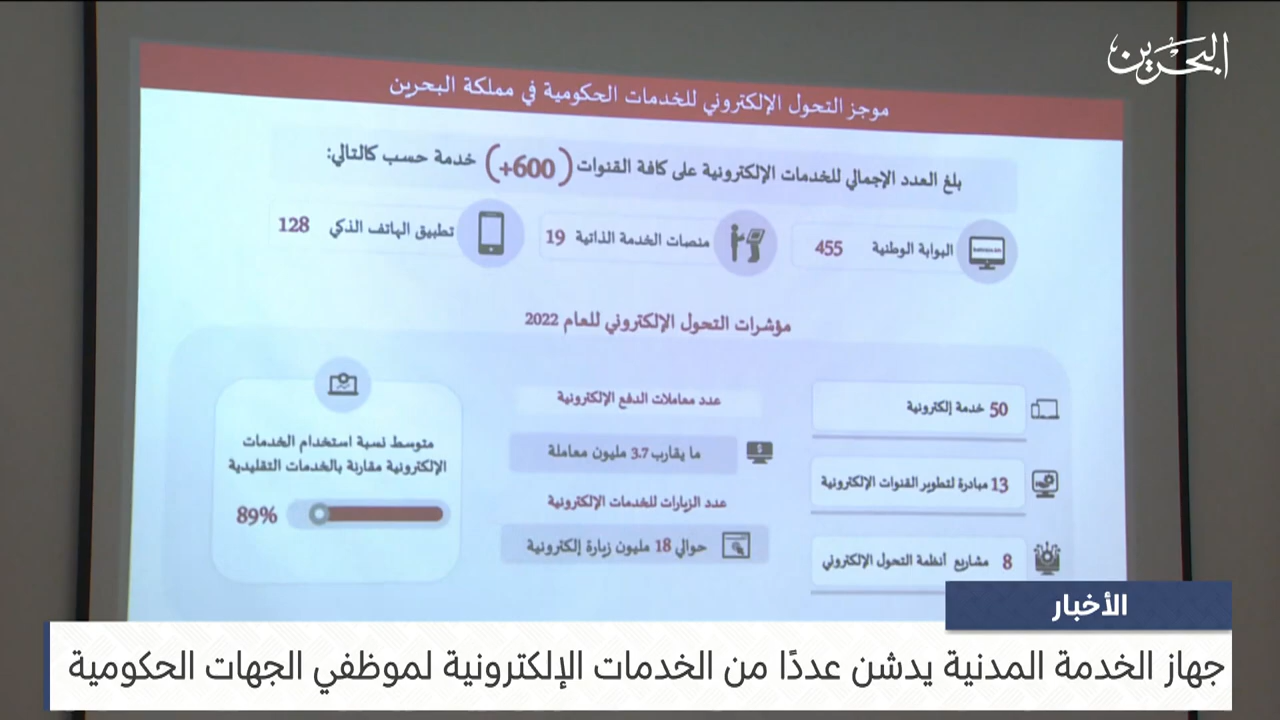 البحرين
موجز التحول الإلكتروني للخدمات الحكومية في مملكة البحرين
بلغ العدد الإجمالي للخدمات الإلكترونية على كافة القنوات (600+) خدمة حسب كالتالي:
البوابة الوطنية 455
منصات الخدمة الذاتية 19
تطبيق الهاتف الذكي 128
مؤشرات التحول الإلكتروني للعام 2022
50 خدمة إلكترونية
13 مبادرة لتطوير القنوات الإلكترونية
8 مشاريع أنظمة التحول الإلكتروني
عدد معاملات الدفع الإلكترونية
ما يقارب 3.7 مليون معاملة
عدد الزيارات للخدمات الإلكترونية
حوالي 18 مليون زيارة إلكترونية
متوسط نسبة استخدام الخدمات
الإلكترونية مقارنة بالخدمات التقليدية
89%
الأخبار
جهاز الخدمة المدنية يدشن عددًا من الخدمات الإلكترونية لموظفي الجهات الحكومية